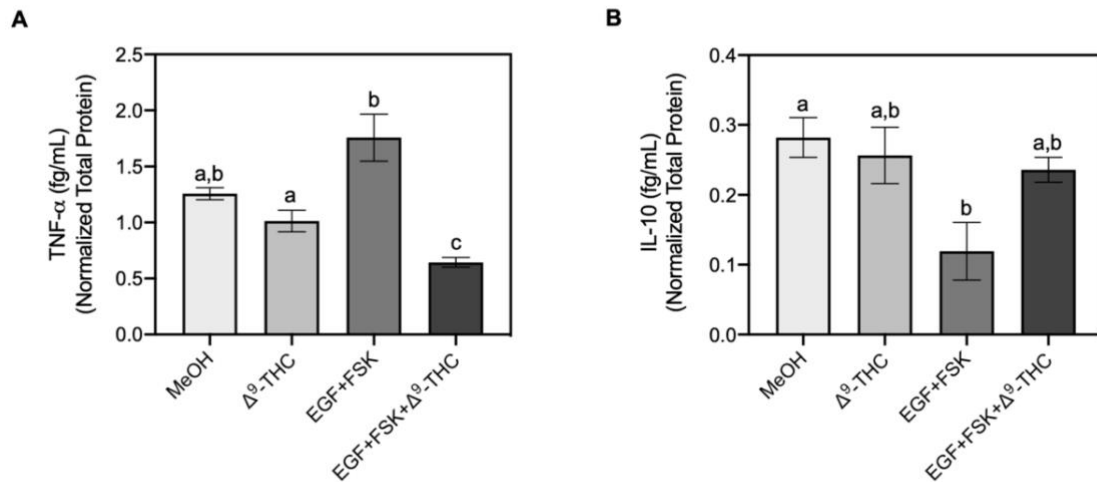 A
TNF-α (fg/mL)
(Normalized Total Protein)
2.5
2.0
1.5
1.0
0.5
0.0
a,b
a
b
c
MeOH
Δ⁹-THC
EGF+FSK
EGF+FSK+Δ⁹-THC
B
IL-10 (fg/mL)
(Normalized Total Protein)
0.4
0.3
0.2
0.1
0.0
a
a,b
b
a,b
MeOH
Δ⁹-THC
EGF+FSK
EGF+FSK+Δ⁹-THC